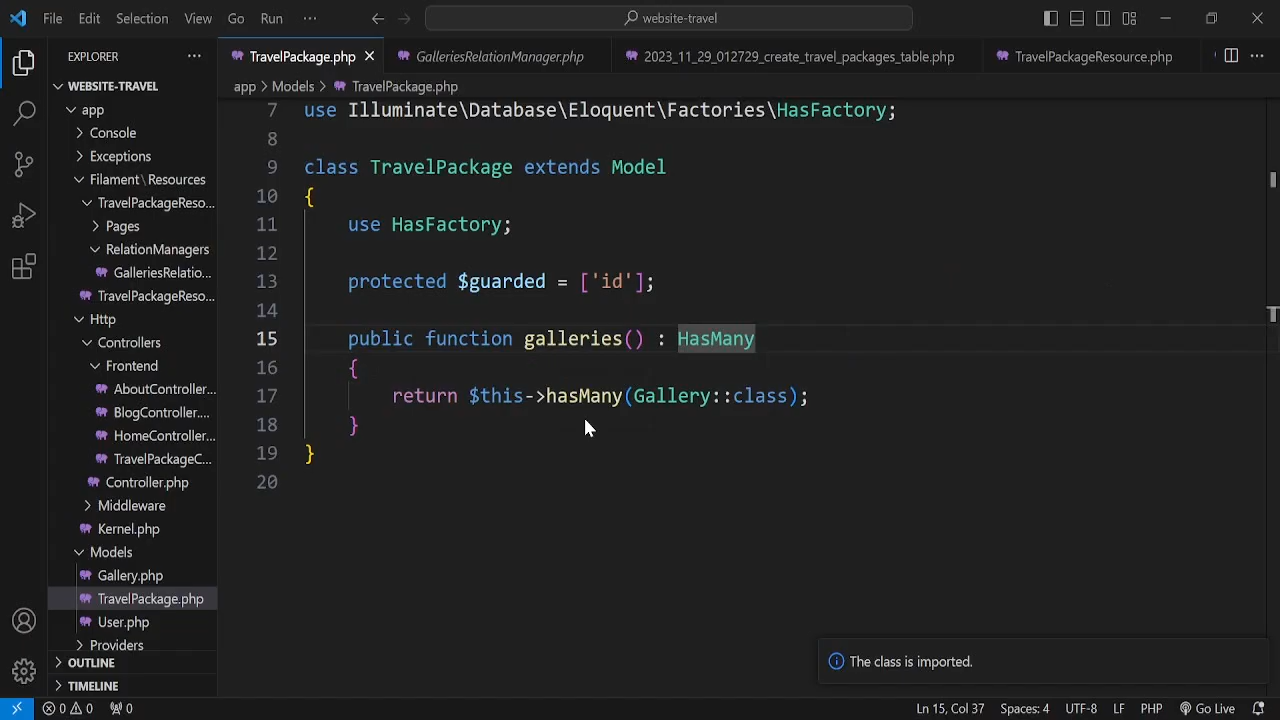 File Edit Selection View Go Run ··· website-travel
EXPLORER ···
TravelPackage.php GalleriesRelationManager.php 2023_11_29_012729_create_travel_packages_table.php TravelPackageResource.php ···
WEBSITE-TRAVEL
app > Models > TravelPackage.php
app
Console
Exceptions
Filament\Resources
TravelPackageReso...
Pages
RelationManagers
GalleriesRelatio...
TravelPackageReso...
Http
Controllers
Frontend
AboutController...
BlogController....
HomeController...
TravelPackageC...
Controller.php
Middleware
Kernel.php
Models
Gallery.php
TravelPackage.php
User.php
Providers
OUTLINE
TIMELINE
7 use Illuminate\Database\Eloquent\Factories\HasFactory;
8
9 class TravelPackage extends Model
10 {
11 use HasFactory;
12
13 protected $guarded = ['id'];
14
15 public function galleries() : HasMany
16 {
17 return $this->hasMany(Gallery::class);
18 }
19 }
20
The class is imported.
0 0 0 Ln 15, Col 37 Spaces: 4 UTF-8 LF PHP Go Live